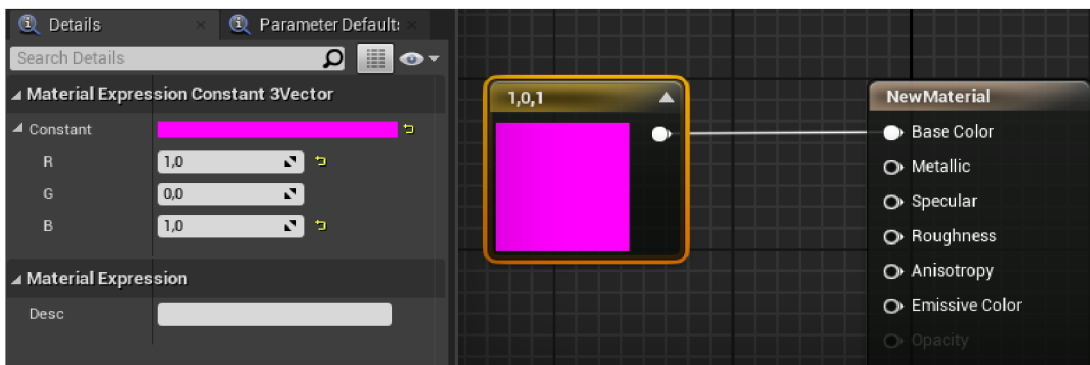 Details
Parameter Defaults
Search Details
Material Expression Constant 3Vector
Constant
R
1,0
G
0,0
B
1,0
Material Expression
Desc
1,0,1
NewMaterial
Base Color
Metallic
Specular
Roughness
Anisotropy
Emissive Color
Opacity